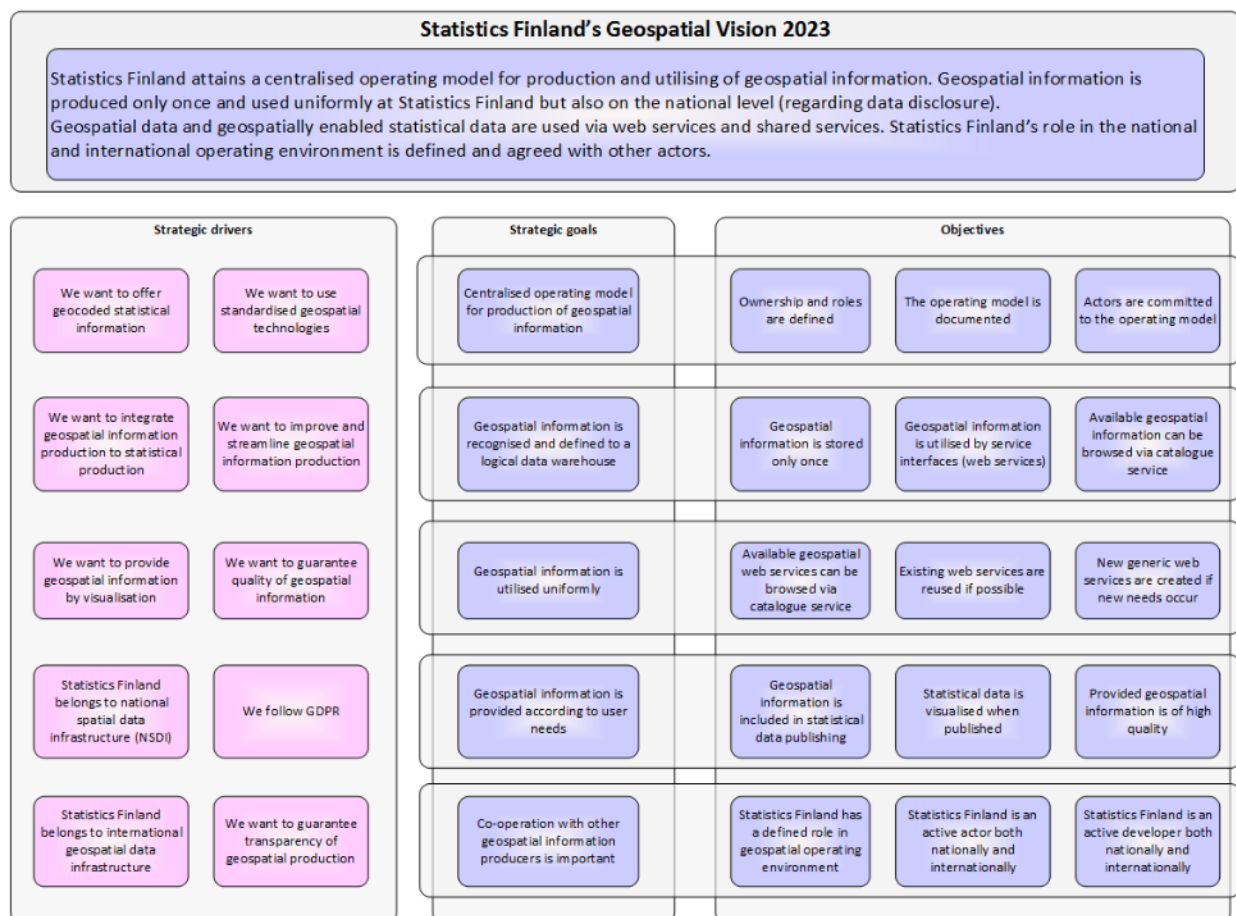 Statistics Finland's Geospatial Vision 2023
Statistics Finland attains a centralised operating model for production and utilising of geospatial information. Geospatial information is
produced only once and used uniformly at Statistics Finland but also on the national level (regarding data disclosure).
Geospatial data and geospatially enabled statistical data are used via web services and shared services. Statistics Finland's role in the national
and international operating environment is defined and agreed with other actors.
Strategic drivers
We want to offer
geocoded statistical
information
We want to use
standardised geospatial
technologies
We want to integrate
geospatial information
production to statistical
production
We want to improve and
streamline geospatial
information production
We want to provide
geospatial information
by visualisation
We want to guarantee
quality of geospatial
information
Statistics Finland
belongs to national
spatial data
infrastructure (NSDI)
We follow GDPR
Statistics Finland
belongs to international
geospatial data
infrastructure
We want to guarantee
transparency of
geospatial production
Strategic goals
Objectives
Centralised operating model
for production of geospatial
information
Ownership and roles
are defined
The operating model is
documented
Actors are committed
to the operating model
Geospatial information is
recognised and defined to a
logical data warehouse
Geospatial
information is stored
only once
Geospatial information
is utilised by service
interfaces (web services)
Available geospatial
information can be
browsed via catalogue
service
Geospatial information is
utilised uniformly
Available geospatial
web services can be
browsed via
catalogue service
Existing web services are
reused if possible
New generic web
services are created if
new needs occur
Geospatial information is
provided according to user
needs
Geospatial
information is
included in statistical
data publishing
Statistical data is
visualised when
published
Provided geospatial
information is of high
quality
Co-operation with other
geospatial information
producers is important
Statistics Finland has
a defined role in
geospatial operating
environment
Statistics Finland is an
active actor both
nationally and
internationally
Statistics Finland is an
active developer both
nationally and
internationally